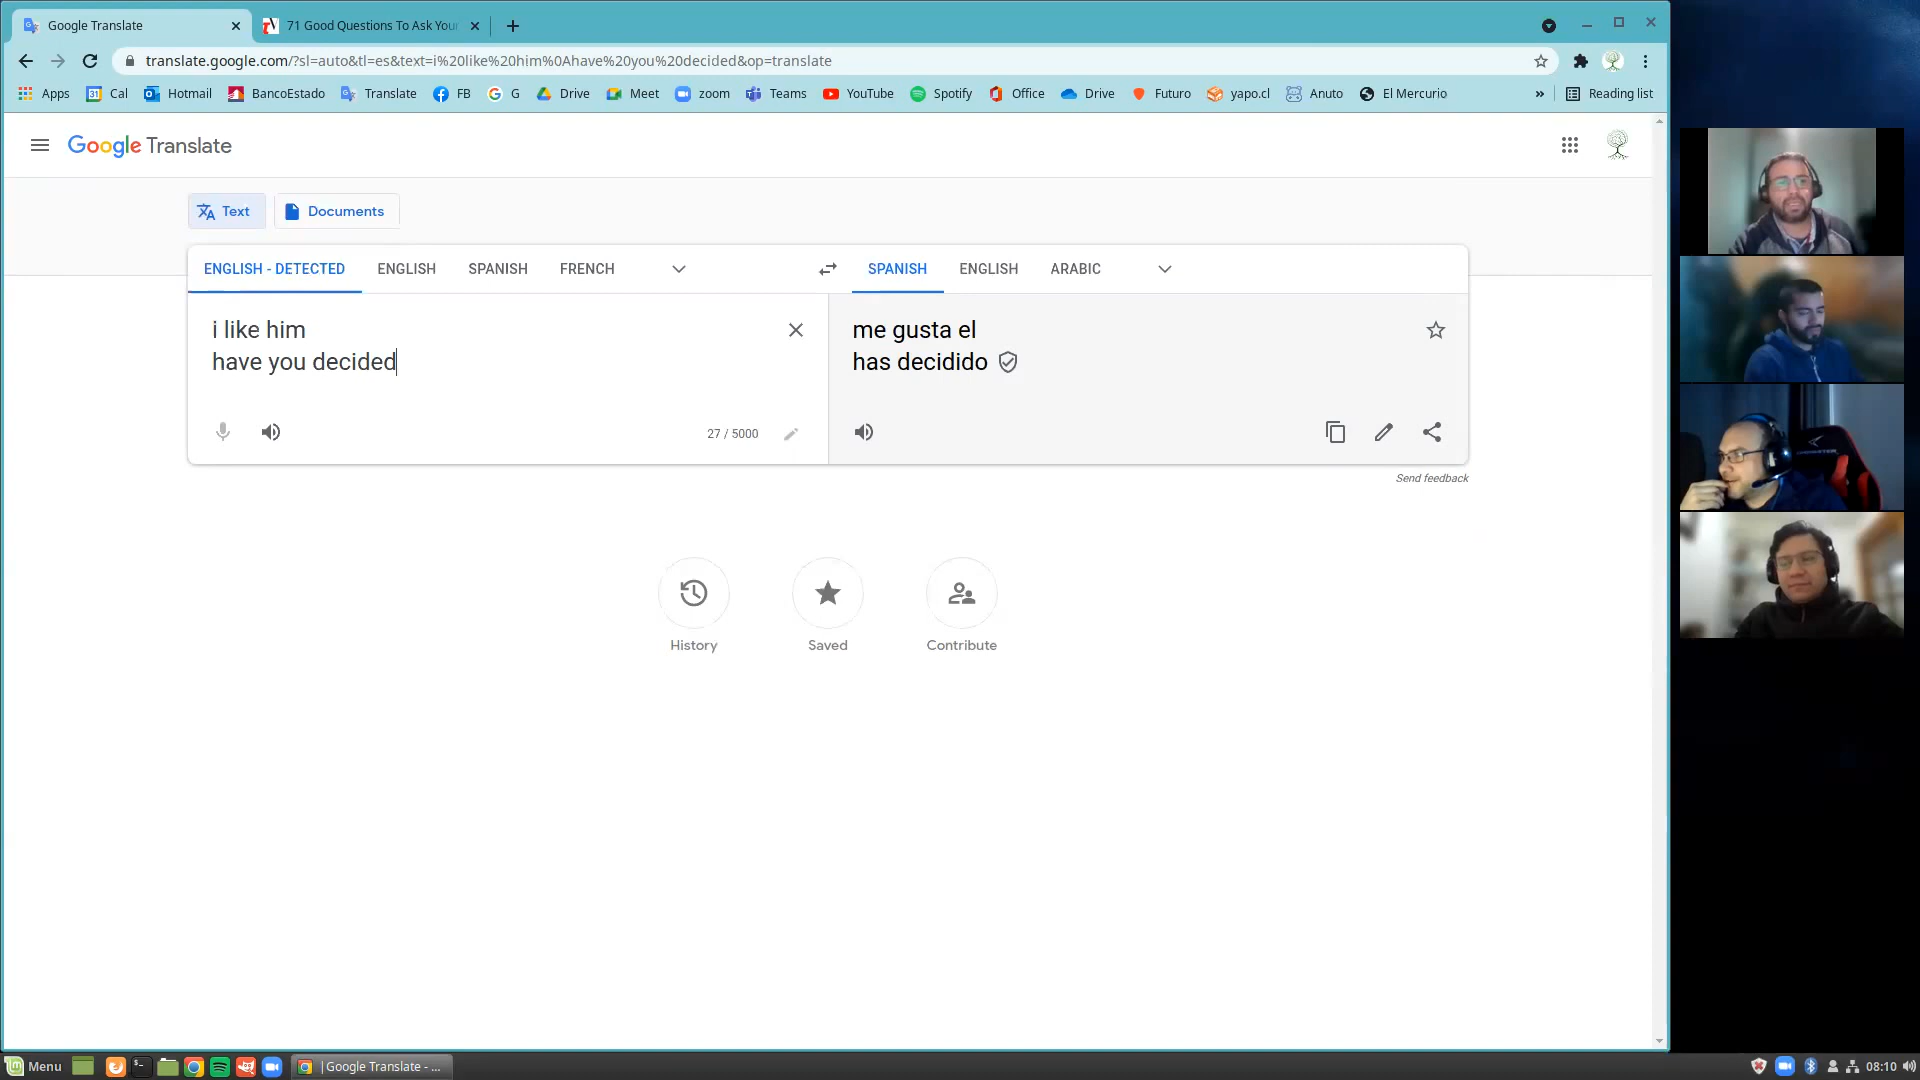 Google Translate
71 Good Questions To Ask Your
translate.google.com/?sl=auto&tl=es&text=i%20like%20him%0Ahave%20you%20decided&op=translate
Apps Cal Hotmail BancoEstado Translate FB G Drive Meet zoom Teams YouTube Spotify Office Drive Futuro yapo.cl Anuto El Mercurio » Reading list
Google Translate
Text Documents
ENGLISH - DETECTED ENGLISH SPANISH FRENCH SPANISH ENGLISH ARABIC
i like him
have you decided
27 / 5000
me gusta el
has decidido
Send feedback
History Saved Contribute
Menu |Google Translate - ... 08:10